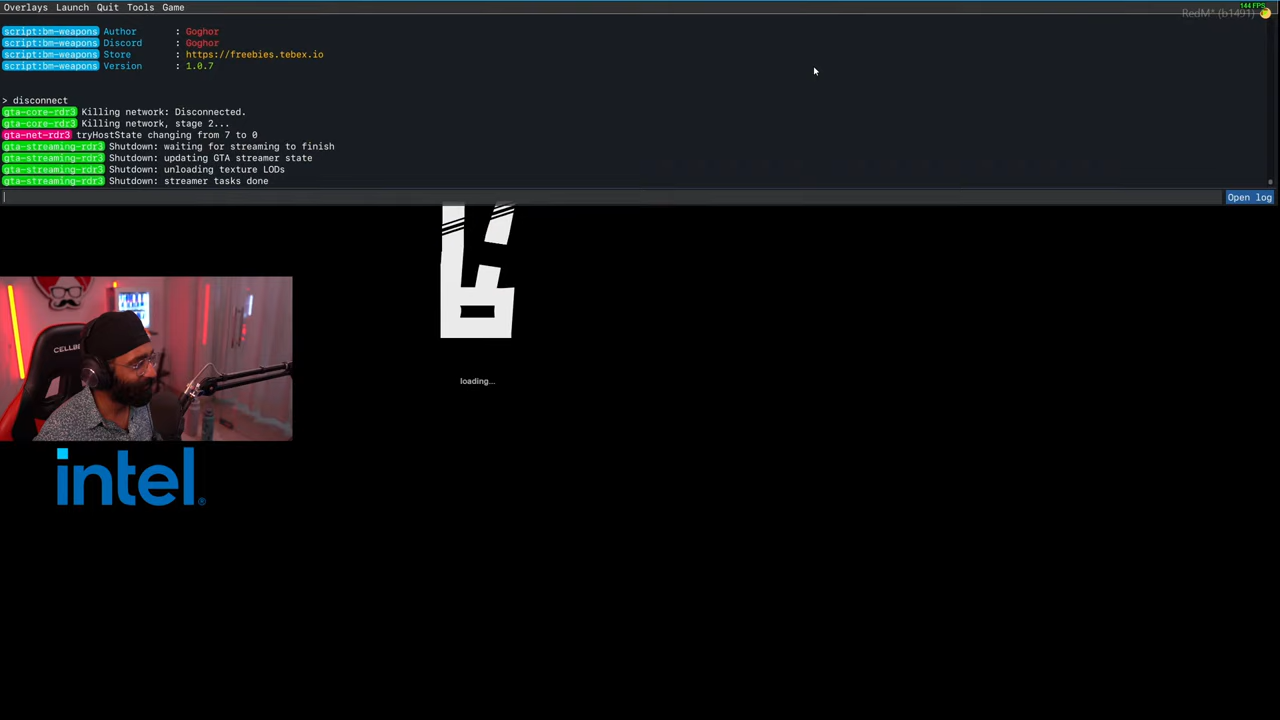 Overlays Launch Quit Tools Game
144 FPS
RedM* (b1491)
script:bm-weapons Author : Goghor
script:bm-weapons Discord : Goghor
script:bm-weapons Store : https://freebies.tebex.io
script:bm-weapons Version : 1.0.7
> disconnect
gta-core-rdr3 Killing network: Disconnected.
gta-core-rdr3 Killing network, stage 2...
gta-net-rdr3 tryHostState changing from 7 to 0
gta-streaming-rdr3 Shutdown: waiting for streaming to finish
gta-streaming-rdr3 Shutdown: updating GTA streamer state
gta-streaming-rdr3 Shutdown: unloading texture LODs
gta-streaming-rdr3 Shutdown: streamer tasks done
Open log
loading...
intel